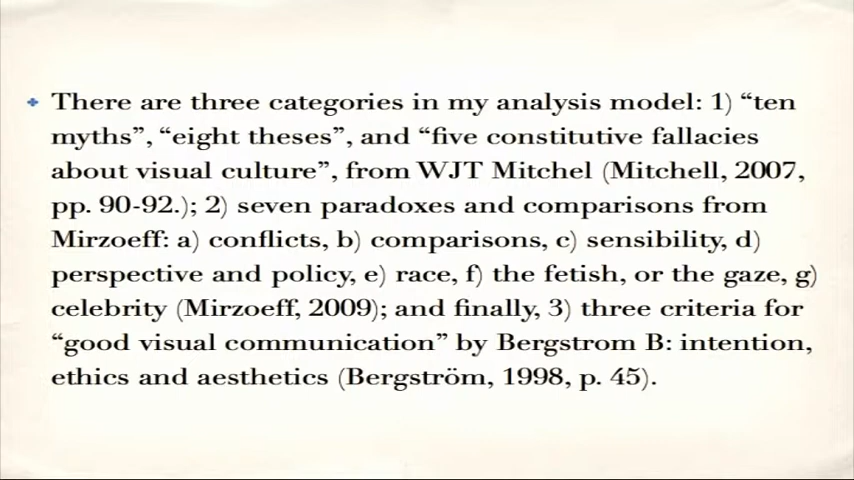 There are three categories in my analysis model: 1) “ten
myths”, “eight theses”, and “five constitutive fallacies
about visual culture”, from WJT Mitchel (Mitchell, 2007,
pp. 90-92.); 2) seven paradoxes and comparisons from
Mirzoeff: a) conflicts, b) comparisons, c) sensibility, d)
perspective and policy, e) race, f) the fetish, or the gaze, g)
celebrity (Mirzoeff, 2009); and finally, 3) three criteria for
“good visual communication” by Bergstrom B: intention,
ethics and aesthetics (Bergström, 1998, p. 45).